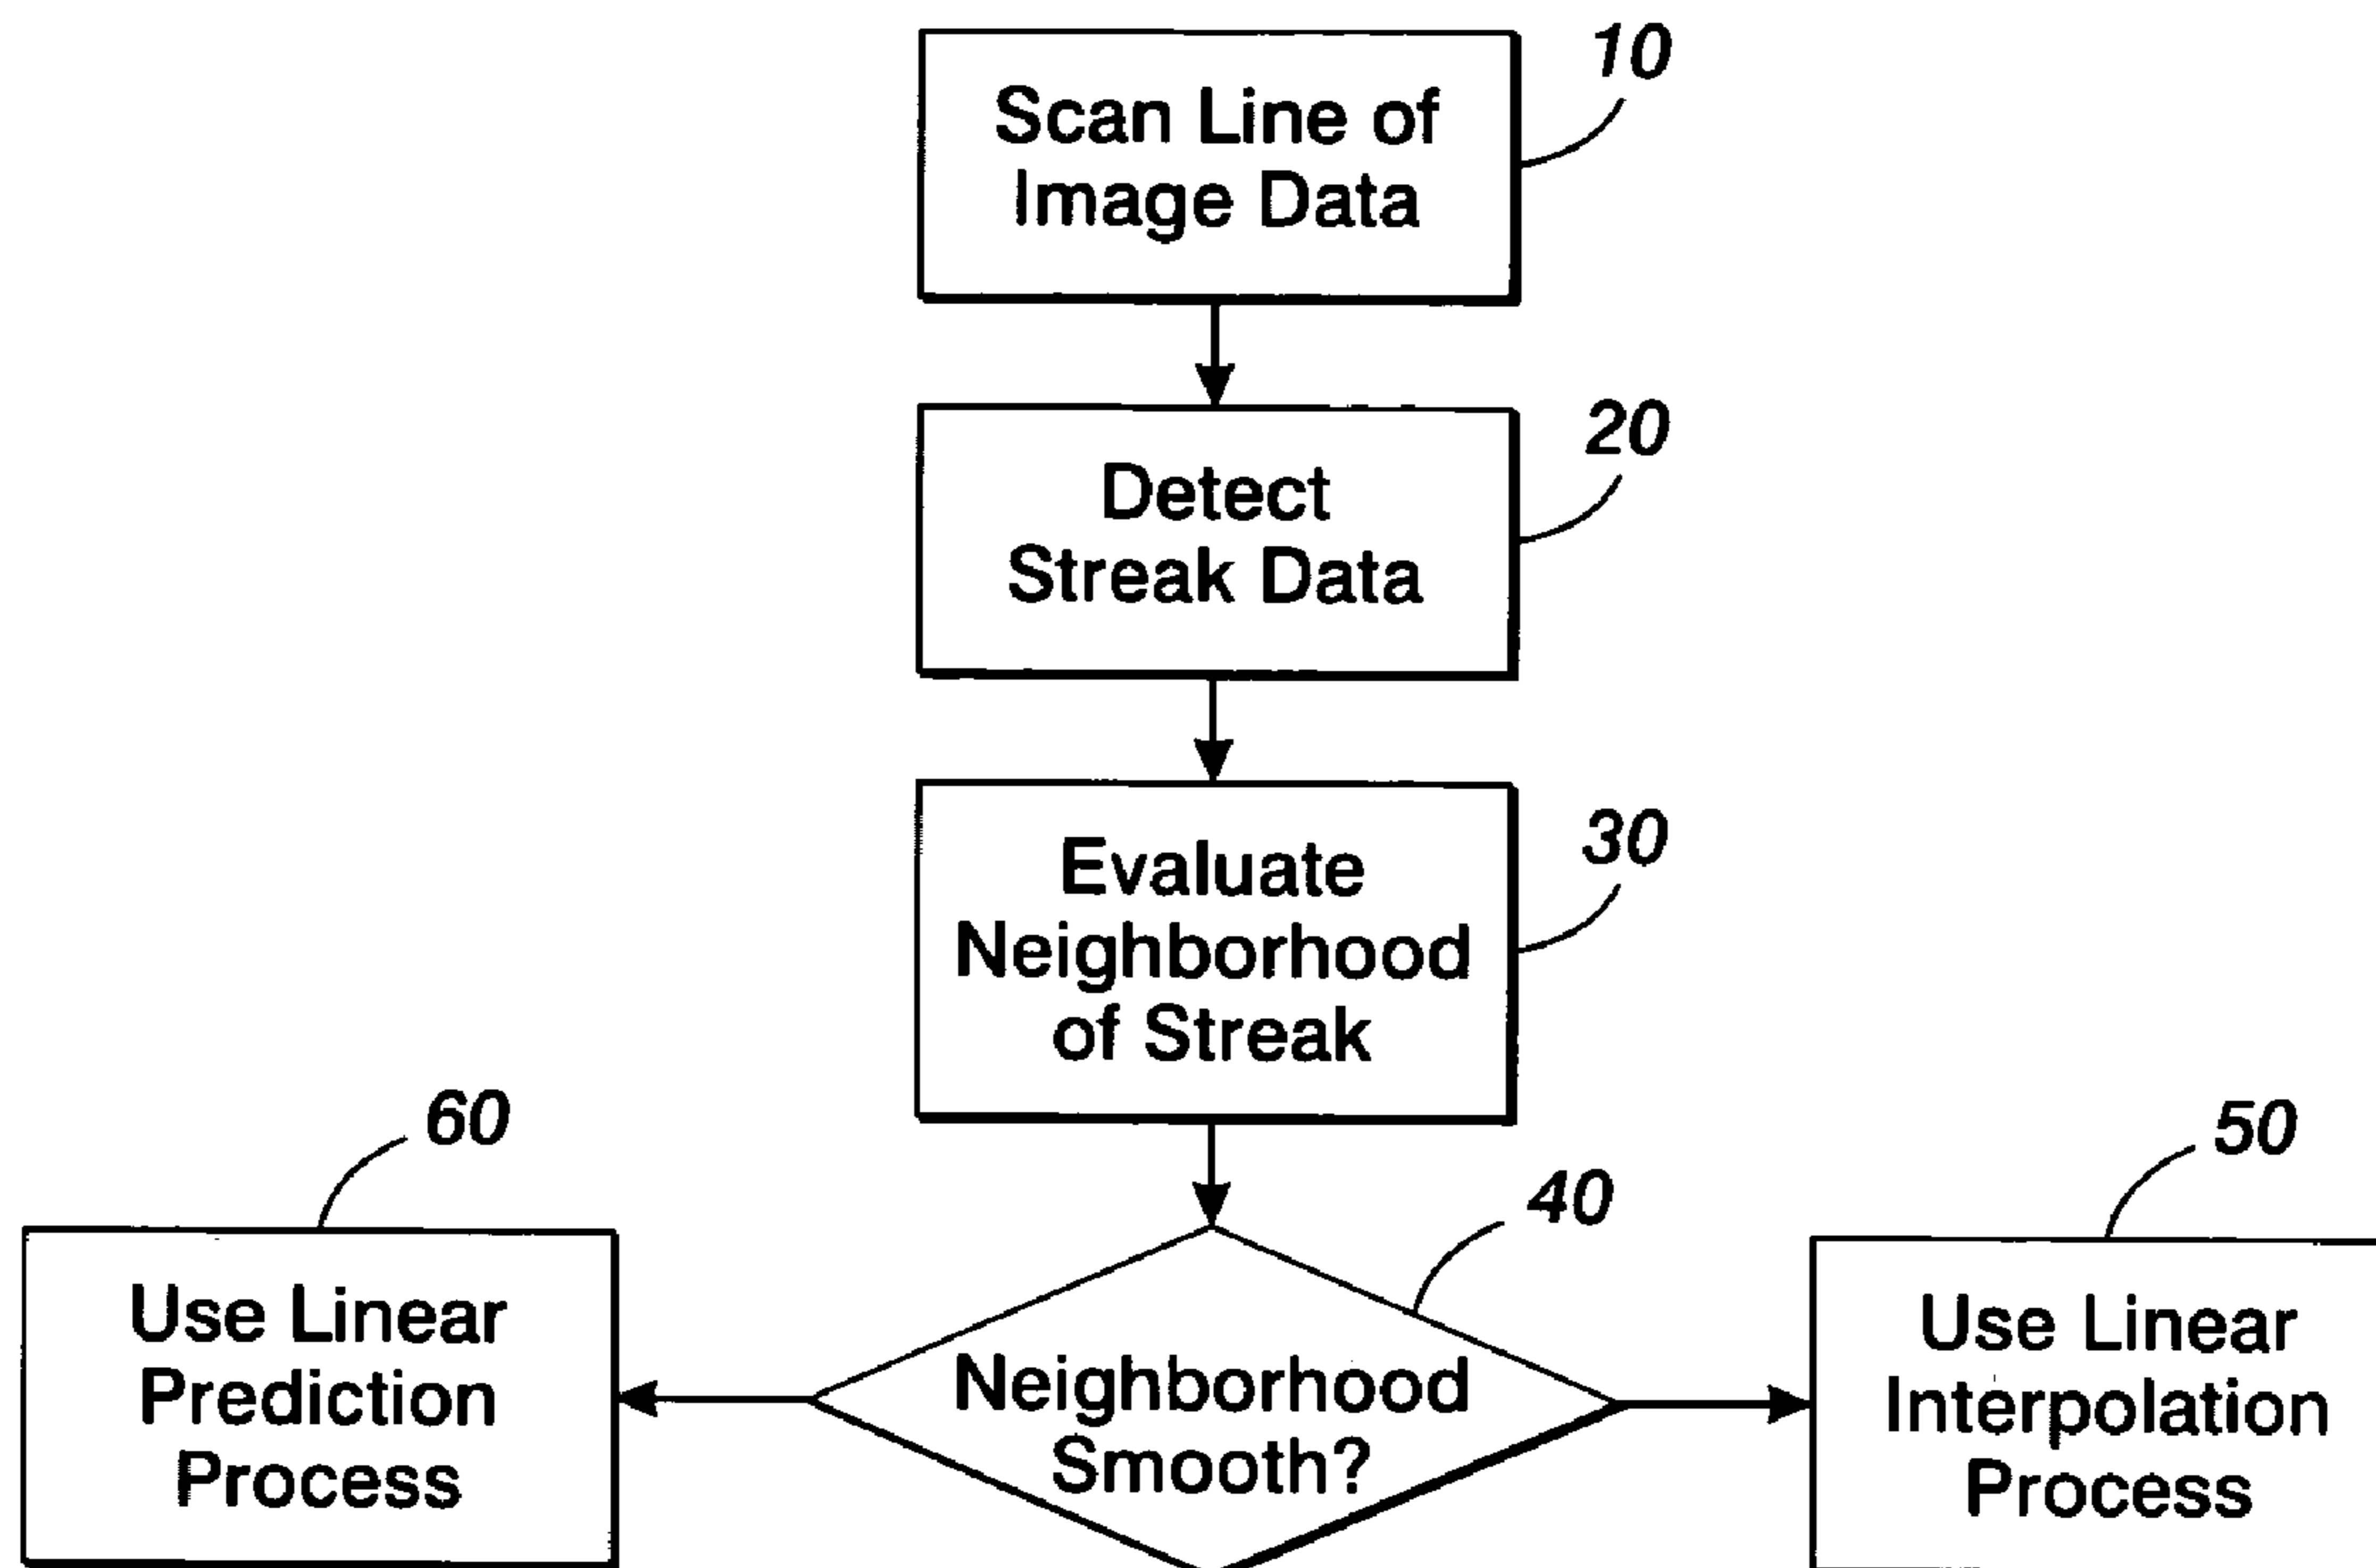 10
Scan Line of
Image Data
20
Detect
Streak Data
30
Evaluate
Neighborhood
of Streak
60
50
40
Use Linear
Prediction
Process
Neighborhood
Smooth?
Use Linear
Interpolation
Process